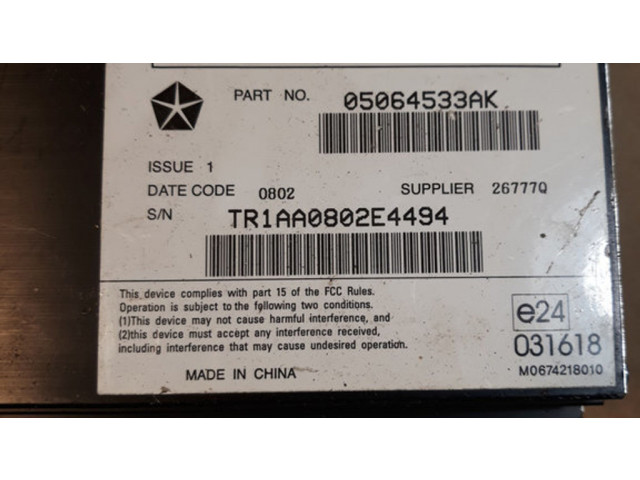 PART NO. 05064533AK
ISSUE 1
DATE CODE 0802 SUPPLIER 26777Q
S/N TR1AA0802E4494
This device complies with part 15 of the FCC Rules.
Operation is subject to the following two conditions.
(1)This device may not cause harmful interference, and
(2)this device must accept any interference received,
including interference that may cause undesired operation.
e24
031618
MADE IN CHINA
M0674218010